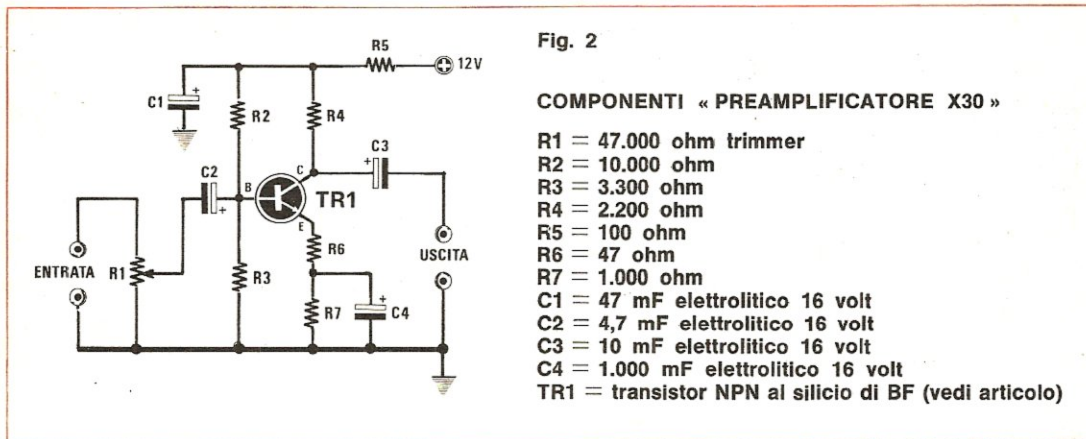 Fig. 2
COMPONENTI « PREAMPLIFICATORE X30 »
R1 = 47.000 ohm trimmer
R2 = 10.000 ohm
R3 = 3.300 ohm
R4 = 2.200 ohm
R5 = 100 ohm
R6 = 47 ohm
R7 = 1.000 ohm
C1 = 47 mF elettrolitico 16 volt
C2 = 4,7 mF elettrolitico 16 volt
C3 = 10 mF elettrolitico 16 volt
C4 = 1.000 mF elettrolitico 16 volt
TR1 = transistor NPN al silicio di BF (vedi articolo)
R5
12V
C1
+
R2
R4
C3
+
C2
+
B
C
E
TR1
R6
ENTRATA
R1
R3
R7
+
C4
USCITA